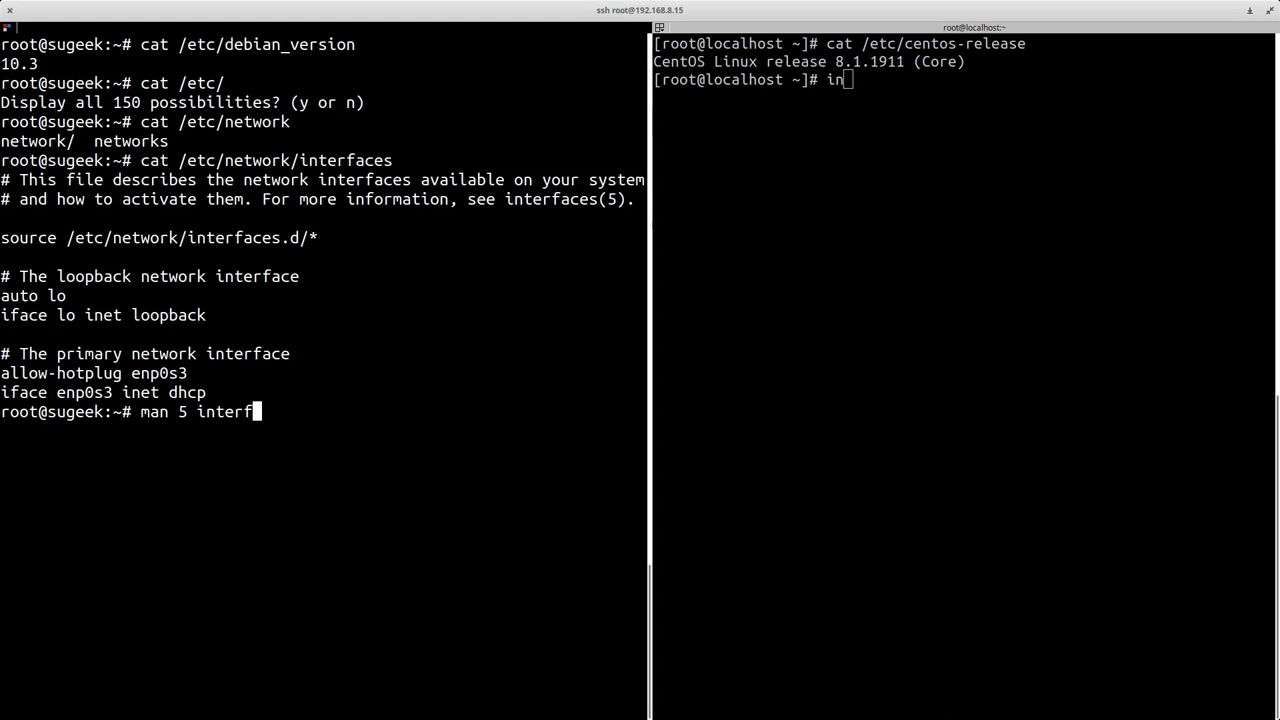 ssh root@192.168.8.15
root@sugeek:~# cat /etc/debian_version
10.3
root@sugeek:~# cat /etc/
Display all 150 possibilities? (y or n)
root@sugeek:~# cat /etc/network
network/  networks
root@sugeek:~# cat /etc/network/interfaces
# This file describes the network interfaces available on your system
# and how to activate them. For more information, see interfaces(5).
source /etc/network/interfaces.d/*
# The loopback network interface
auto lo
iface lo inet loopback
# The primary network interface
allow-hotplug enp0s3
iface enp0s3 inet dhcp
root@sugeek:~# man 5 interf
root@localhost:~
[root@localhost ~]# cat /etc/centos-release
CentOS Linux release 8.1.1911 (Core)
[root@localhost ~]# in